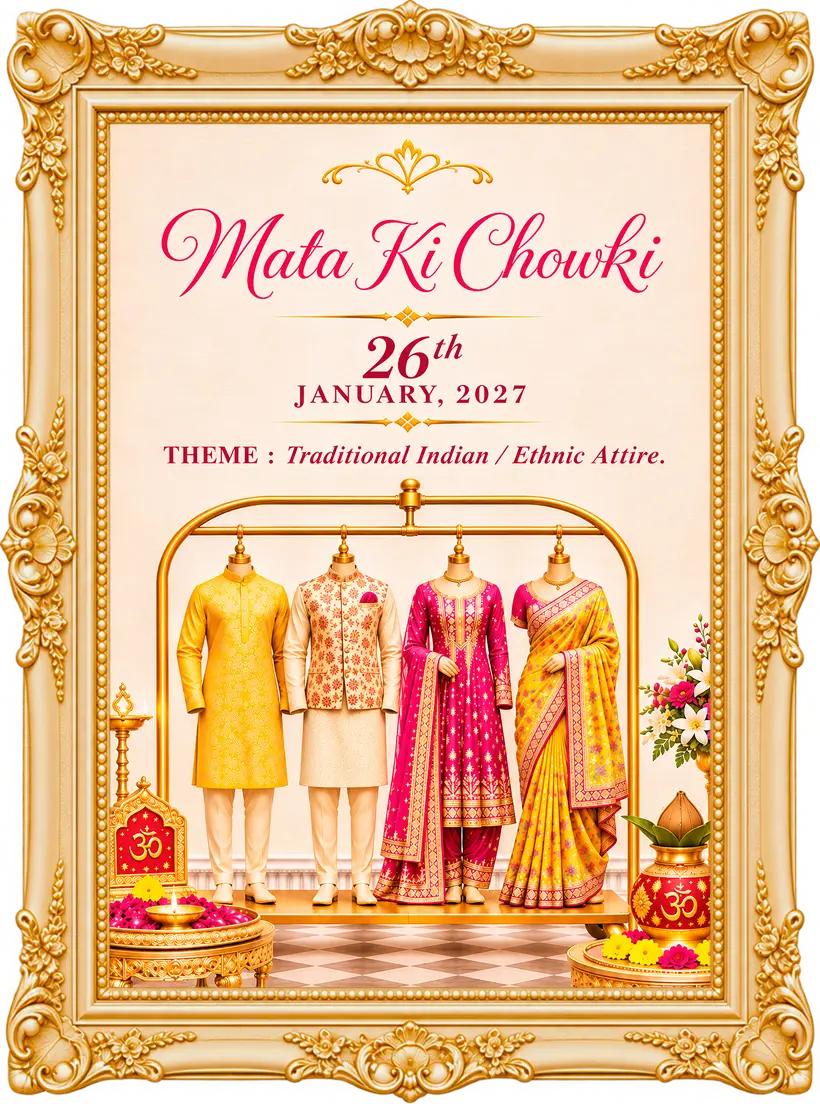 Mata Ki Chowki
26th
JANUARY, 2027
THEME : Traditional Indian / Ethnic Attire.
ॐ
ॐ